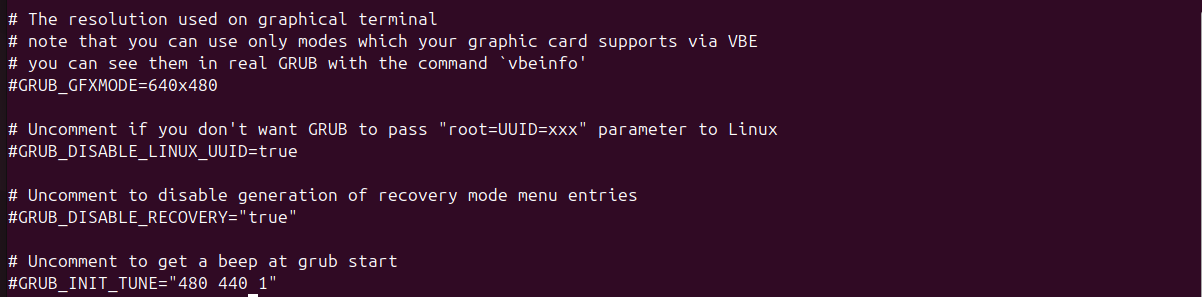 # The resolution used on graphical terminal
# note that you can use only modes which your graphic card supports via VBE
# you can see them in real GRUB with the command `vbeinfo'
#GRUB_GFXMODE=640x480
# Uncomment if you don't want GRUB to pass "root=UUID=xxx" parameter to Linux
#GRUB_DISABLE_LINUX_UUID=true
# Uncomment to disable generation of recovery mode menu entries
#GRUB_DISABLE_RECOVERY="true"
# Uncomment to get a beep at grub start
#GRUB_INIT_TUNE="480 440 1"